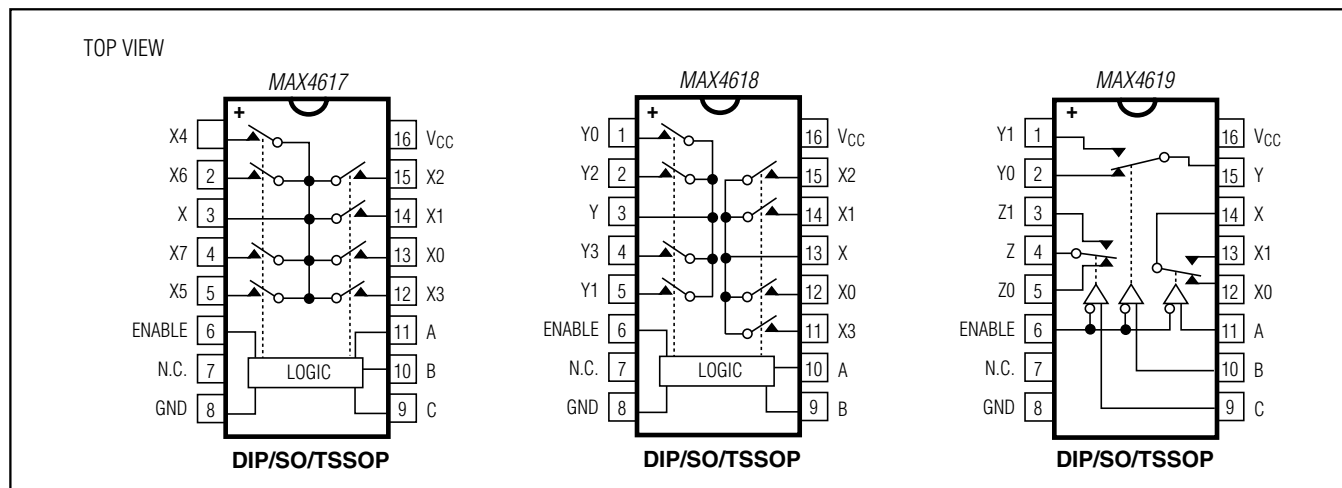 TOP VIEW
MAX4617
+
X4
X6 2
X 3
X7 4
X5 5
ENABLE 6
N.C. 7
GND 8
16 VCC
15 X2
14 X1
13 X0
12 X3
11 A
10 B
9 C
LOGIC
DIP/SO/TSSOP
MAX4618
+
Y0 1
Y2 2
Y 3
Y3 4
Y1 5
ENABLE 6
N.C. 7
GND 8
16 VCC
15 X2
14 X1
13 X
12 X0
11 X3
10 A
9 B
LOGIC
DIP/SO/TSSOP
MAX4619
+
Y1 1
Y0 2
Z1 3
Z 4
Z0 5
ENABLE 6
N.C. 7
GND 8
16 VCC
15 Y
14 X
13 X1
12 X0
11 A
10 B
9 C
DIP/SO/TSSOP